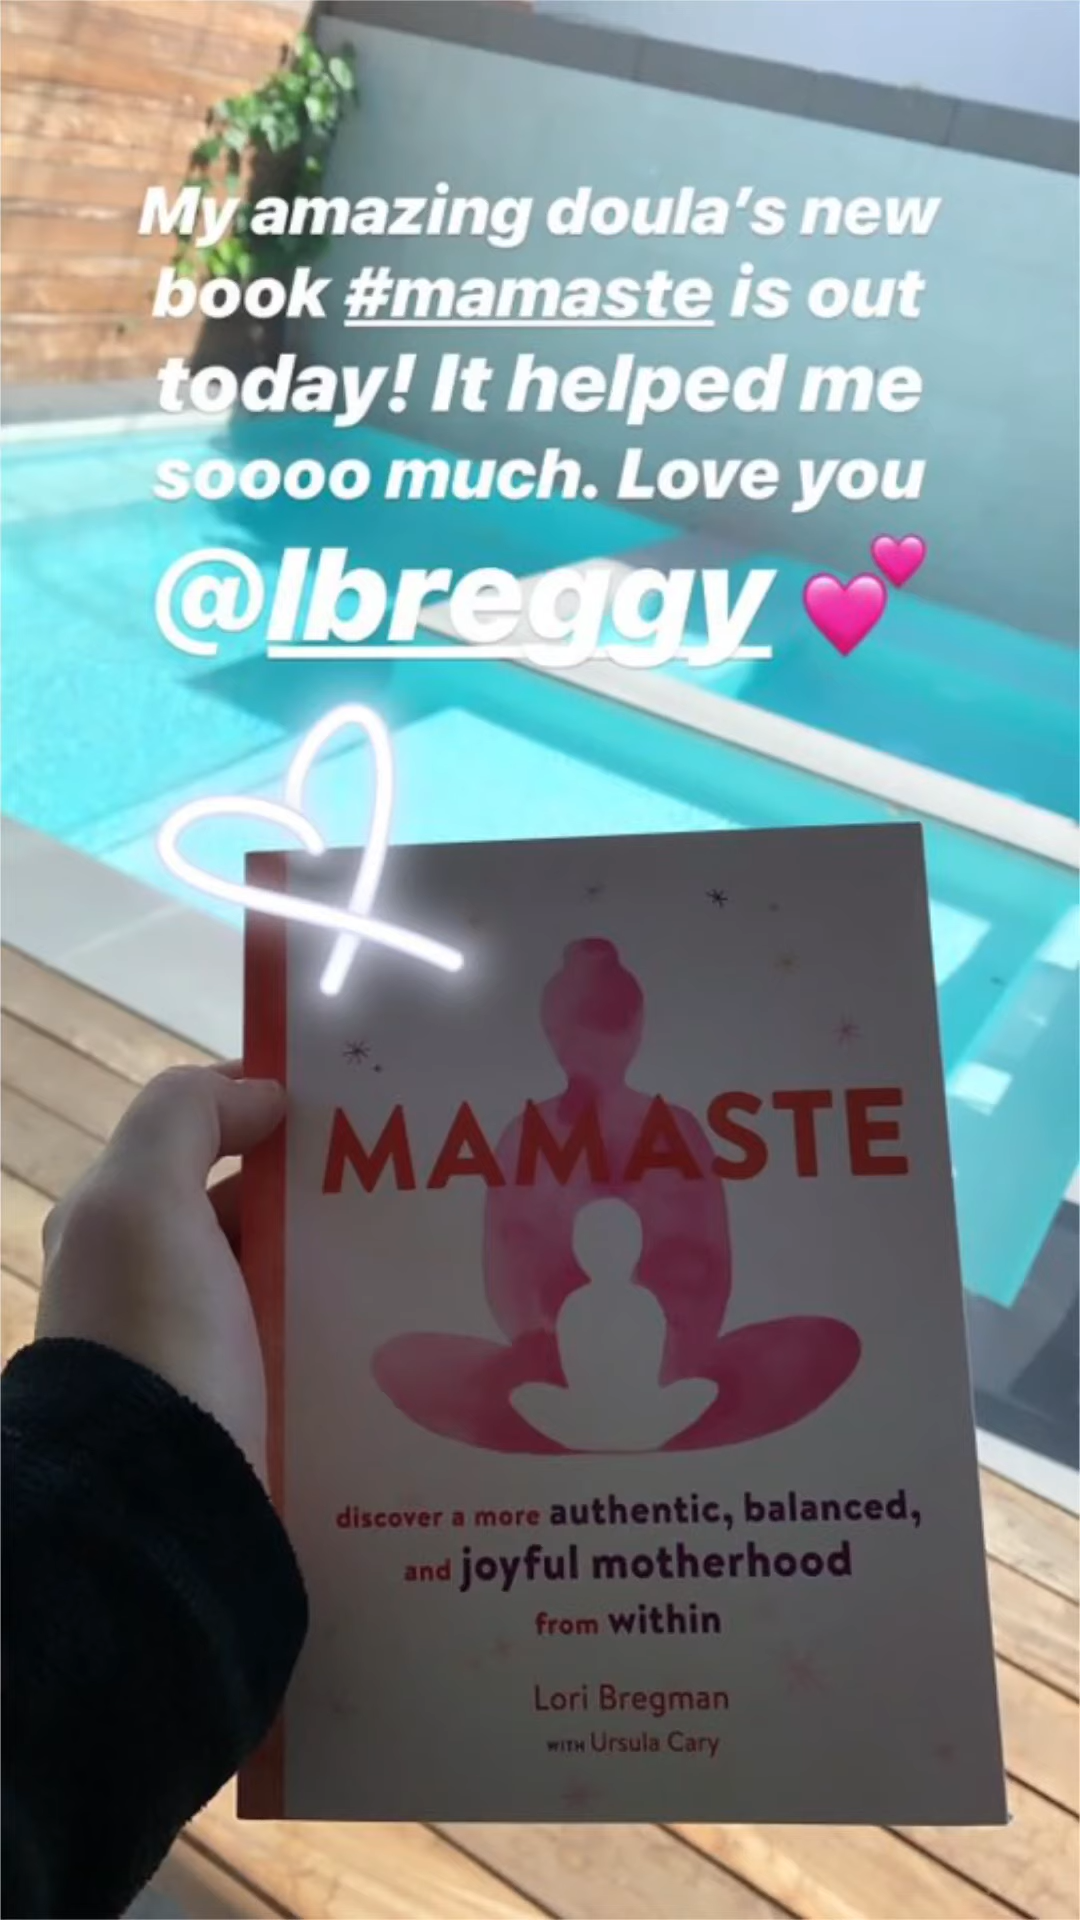 My amazing doula's new
book #mamaste is out
today! It helped me
soooo much. Love you
@lbreggy 💕
MAMASTE
discover a more authentic, balanced,
and joyful motherhood
from within
Lori Bregman
WITH Ursula Cary